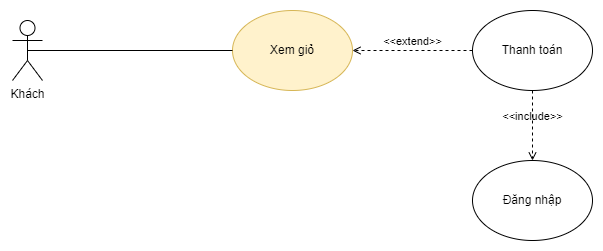 Xem giỏ
<<extend>>
Thanh toán
Khách
<<include>>
Đăng nhập